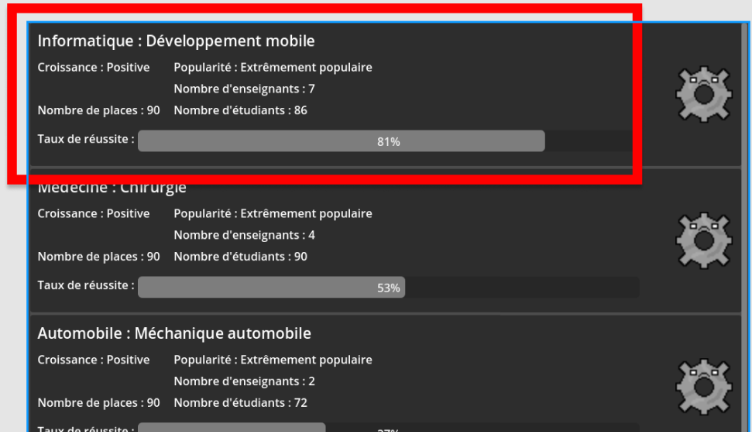 Informatique : Développement mobile
Croissance : Positive Popularité : Extrêmement populaire
Nombre d'enseignants : 7
Nombre de places : 90 Nombre d'étudiants : 86
Taux de réussite : 81%
Médecine : Chirurgie
Croissance : Positive Popularité : Extrêmement populaire
Nombre d'enseignants : 4
Nombre de places : 90 Nombre d'étudiants : 90
Taux de réussite : 53%
Automobile : Méchanique automobile
Croissance : Positive Popularité : Extrêmement populaire
Nombre d'enseignants : 2
Nombre de places : 90 Nombre d'étudiants : 72
Taux de réussite : 37%